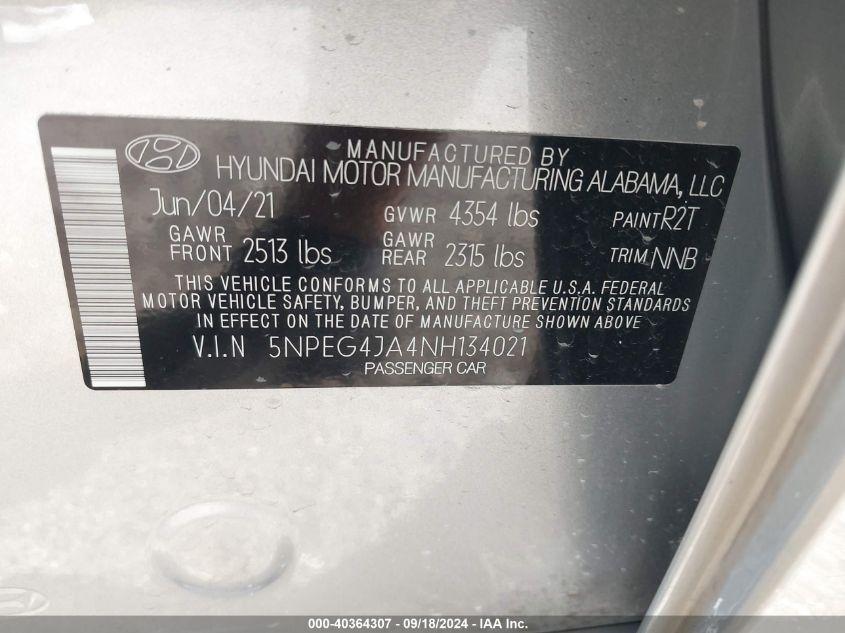 MANUFACTURED BY
HYUNDAI MOTOR MANUFACTURING ALABAMA, LLC
Jun/04/21 GVWR 4354 lbs PAINT R2T
GAWR FRONT 2513 lbs GAWR REAR 2315 lbs TRIM NNB
THIS VEHICLE CONFORMS TO ALL APPLICABLE U.S.A. FEDERAL
MOTOR VEHICLE SAFETY, BUMPER, AND THEFT PREVENTION STANDARDS
IN EFFECT ON THE DATE OF MANUFACTURE SHOWN ABOVE
V.I.N 5NPEG4JA4NH134021
PASSENGER CAR
000-40364307 - 09/18/2024 - IAA Inc.